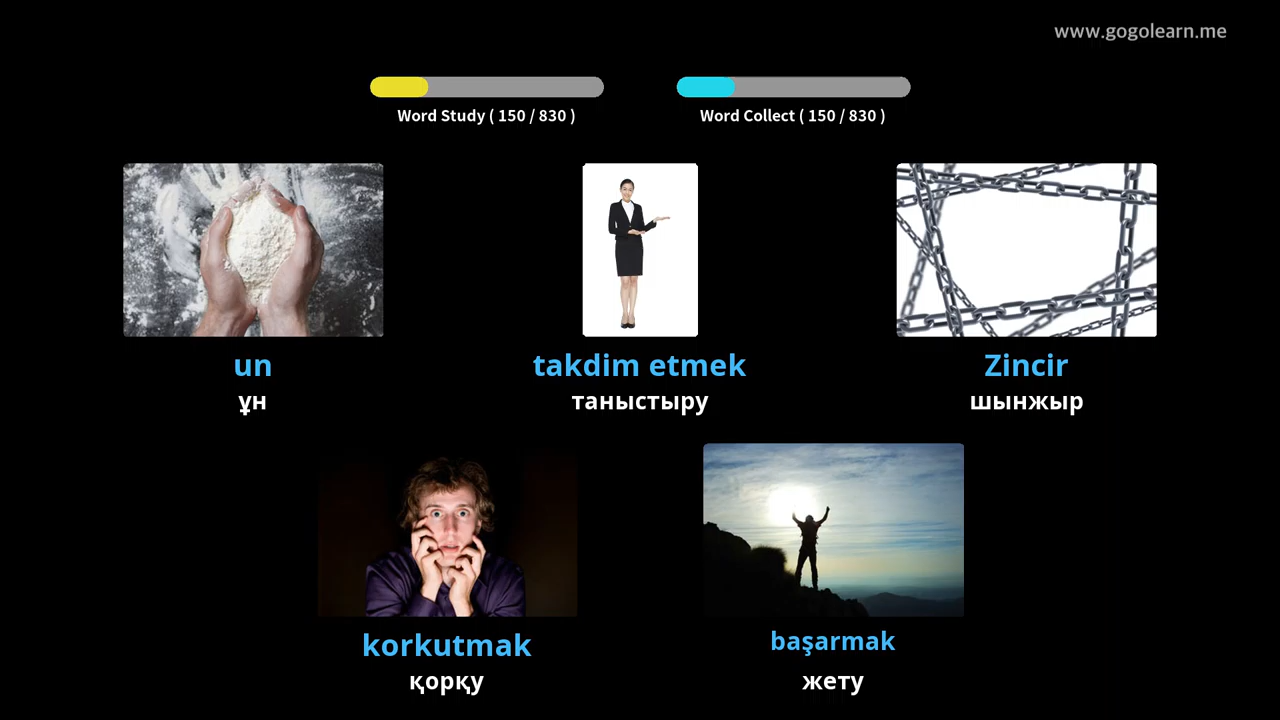 www.gogolearn.me
Word Study ( 150 / 830 )
Word Collect ( 150 / 830 )
un
ұн
takdim etmek
таныстыру
Zincir
шынжыр
korkutmak
қорқу
başarmak
жету